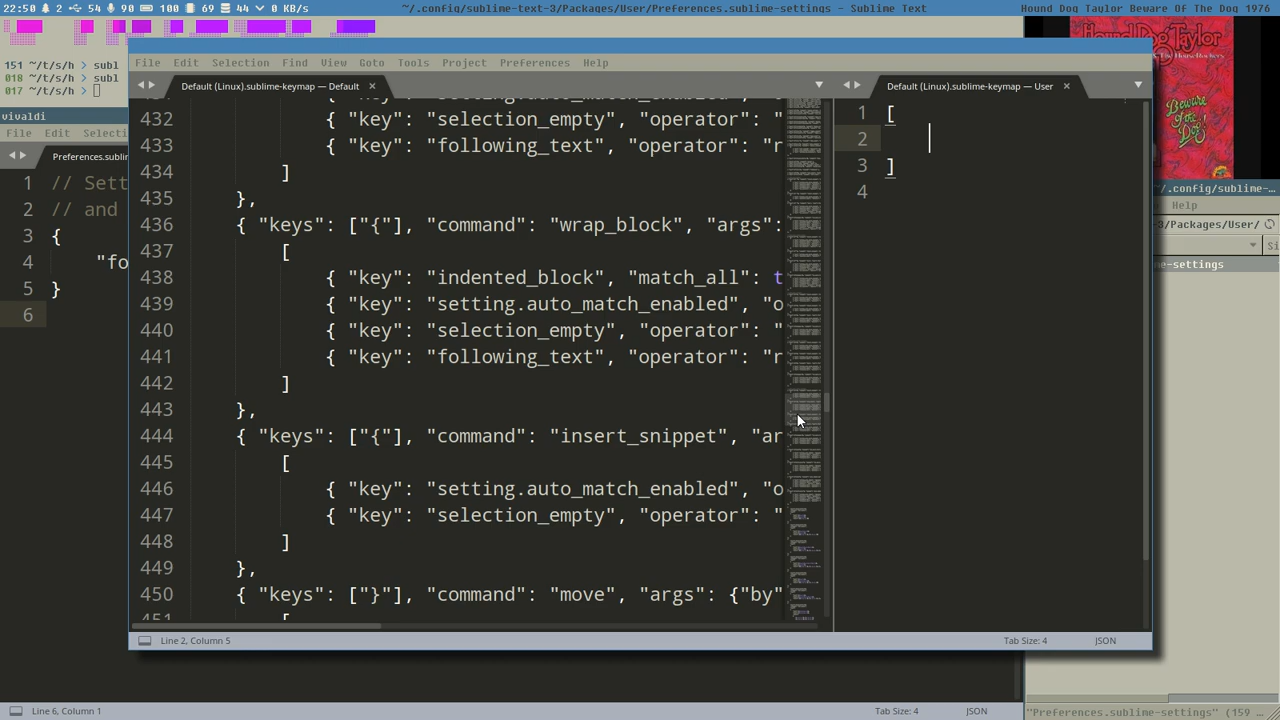 22:50 2 54 90 100 69 44 0 KB/s ~/.config/sublime-text-3/Packages/User/Preferences.sublime-settings - Sublime Text Hound Dog Taylor Beware Of The Dog 1976
151 ~/t/s/h > subl
018 ~/t/s/h > subl
017 ~/t/s/h >
vivaldi
File Edit Selecti
Preferences.sublin
1 // Sett
2 // and
3 {
4 "fo
5 }
6
File Edit Selection Find View Goto Tools Project Preferences Help
Default (Linux).sublime-keymap — Default
432 { "key": "selection_empty", "operator": "
433 { "key": "following_text", "operator": "r
434 ]
435 },
436 { "keys": ["{"], "command": "wrap_block", "args":
437 [
438 { "key": "indented_block", "match_all": t
439 { "key": "setting.auto_match_enabled", "o
440 { "key": "selection_empty", "operator": "
441 { "key": "following_text", "operator": "r
442 ]
443 },
444 { "keys": ["{"], "command": "insert_snippet", "ar
445 [
446 { "key": "setting.auto_match_enabled", "o
447 { "key": "selection_empty", "operator": "
448 ]
449 },
450 { "keys": ["}"], "command": "move", "args": {"by"
451 [
Default (Linux).sublime-keymap — User
1 [
2
3 ]
4
Line 2, Column 5 Tab Size: 4 JSON
Hound Dog Taylor
Beware
of the
Dog!
~/.config/sublime-
Help
-3/Packages/User/
Si
me-settings
Line 6, Column 1 Tab Size: 4 JSON
"Preferences.sublime-settings" (159 ...